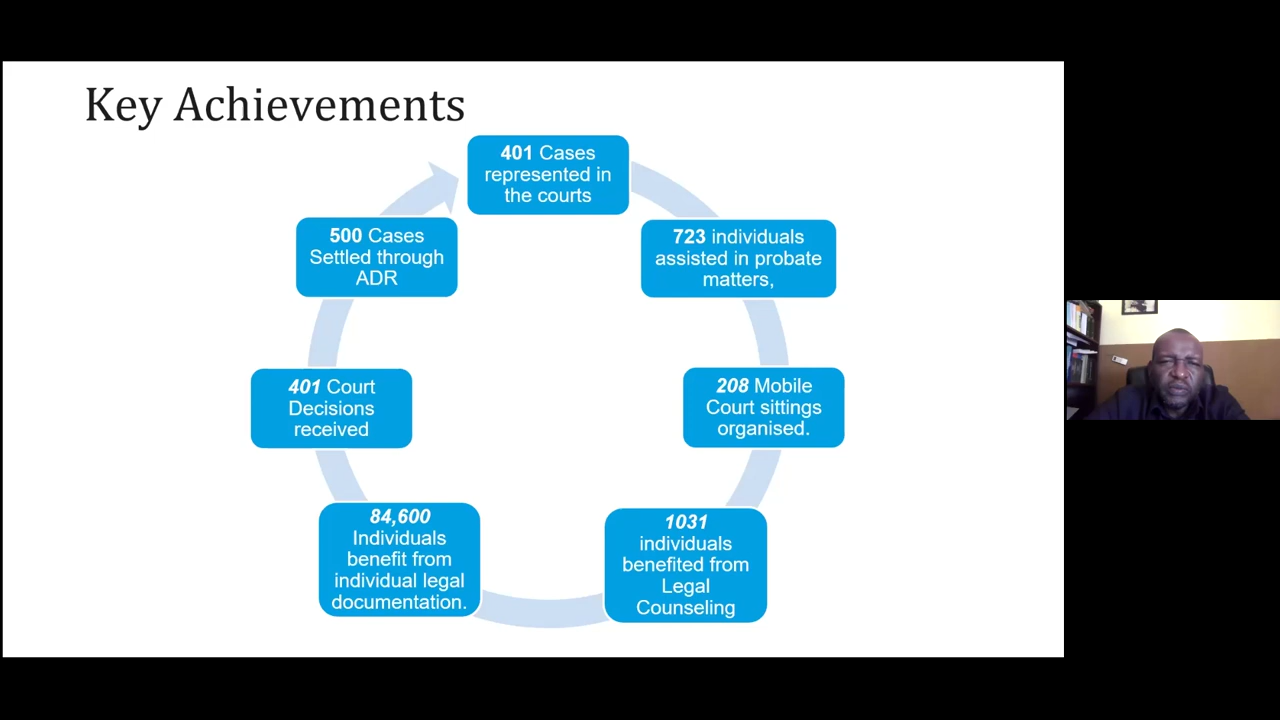 Key Achievements
401 Cases
represented in
the courts
723 individuals
assisted in probate
matters,
208 Mobile
Court sittings
organised.
1031
individuals
benefited from
Legal
Counseling
84,600
Individuals
benefit from
individual legal
documentation.
401 Court
Decisions
received
500 Cases
Settled through
ADR